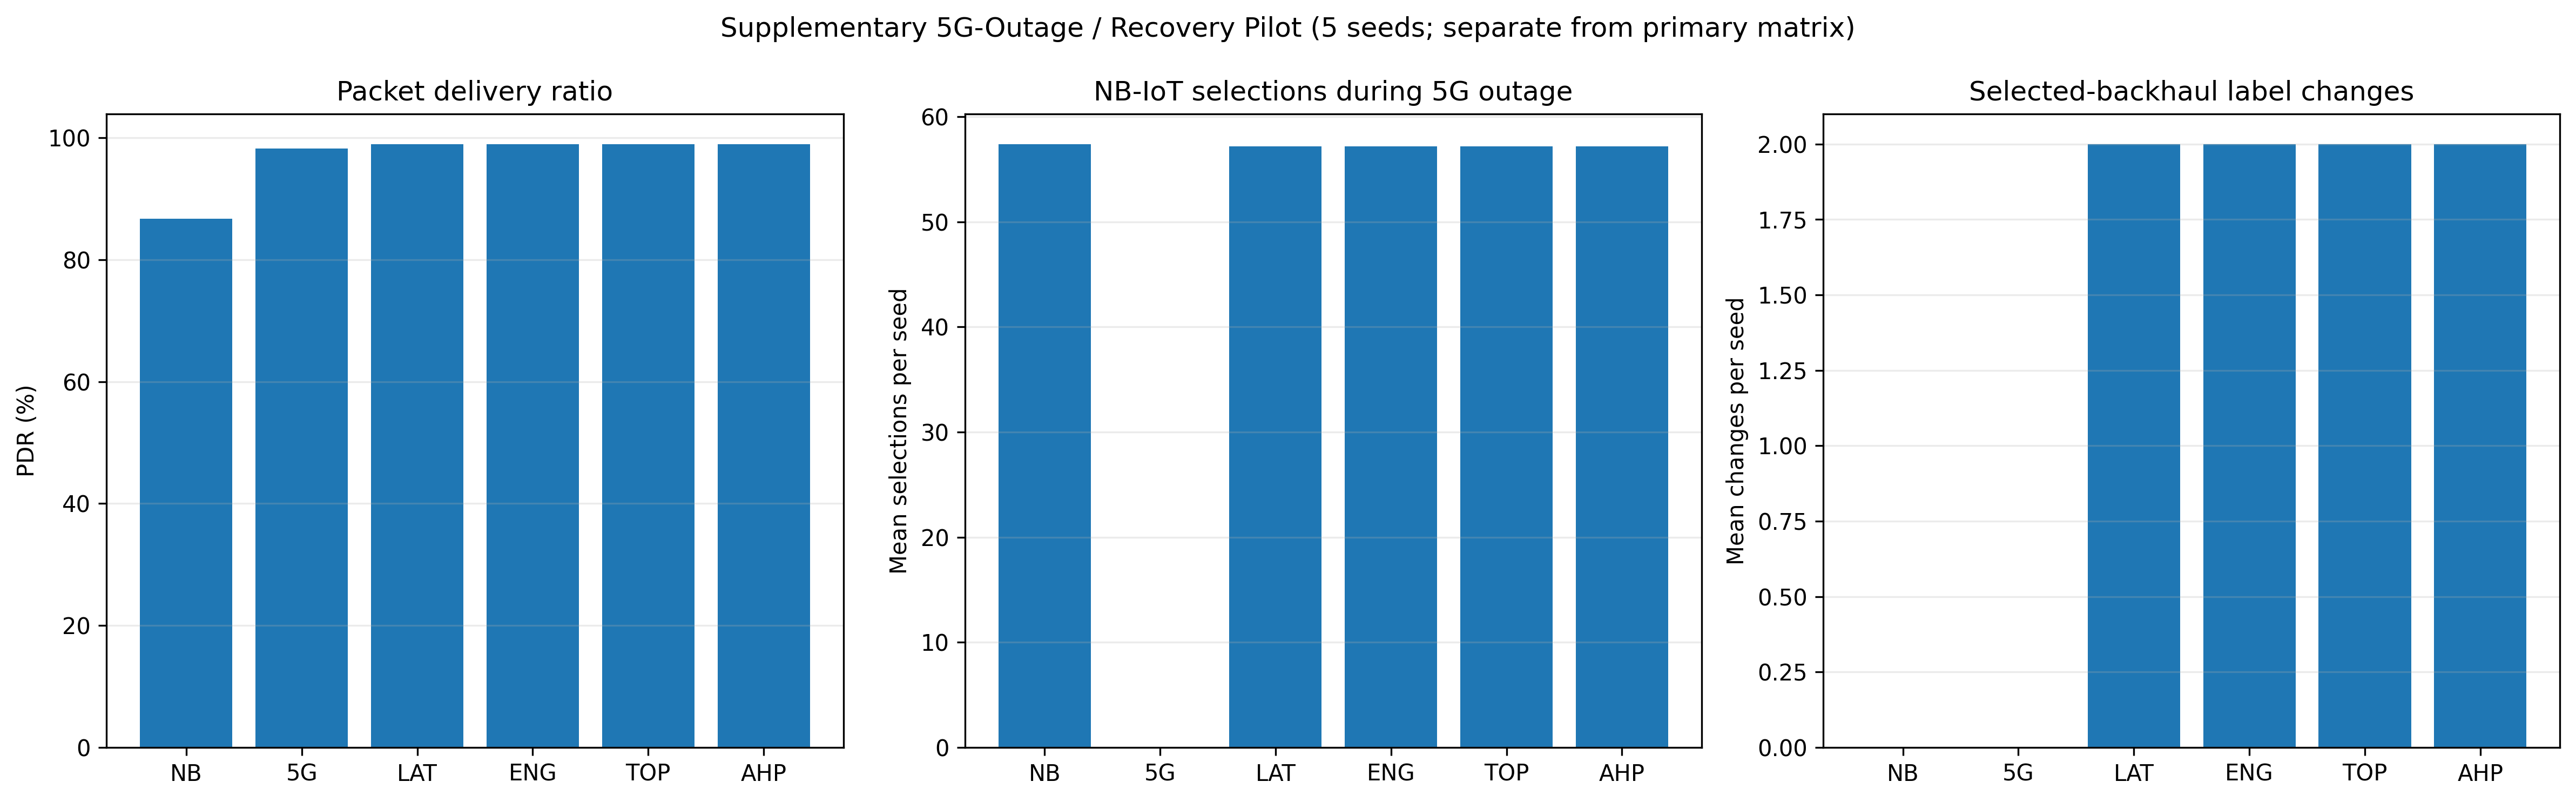 Supplementary 5G-Outage / Recovery Pilot (5 seeds; separate from primary matrix)
Packet delivery ratio
PDR (%)
100
80
60
40
20
0
NB 5G LAT ENG TOP AHP
NB-IoT selections during 5G outage
Mean selections per seed
60
50
40
30
20
10
0
NB 5G LAT ENG TOP AHP
Selected-backhaul label changes
Mean changes per seed
2.00
1.75
1.50
1.25
1.00
0.75
0.50
0.25
0.00
NB 5G LAT ENG TOP AHP